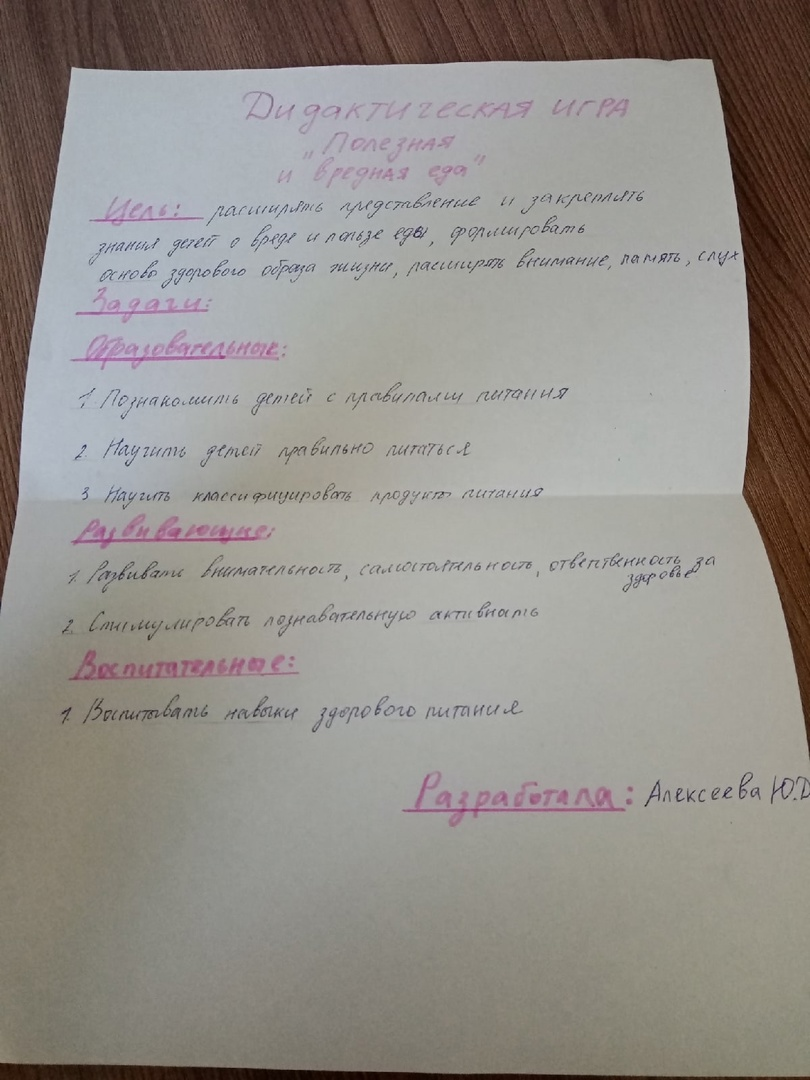 Дидактическая игра
"Полезная
и вредная еда"
Цель: расширять представление и закреплять
знания детей о вреде и пользе еды, формировать
осново здорового образа жизни, расширять внимание, память, слух
Задачи:
Образовательные:
1. Познакомить детей с правилами питания
2. Научить детей правильно питаться
3 Научить классифицировать продукты питания
Развивающие:
1. Развивать внимательность, самостоятельность, ответственность за
здоровье
2. Стимулировать познавательную активность
Воспитательные:
1. Воспитывать навыки здорового питания
Разработала: Алексеева Ю.Д